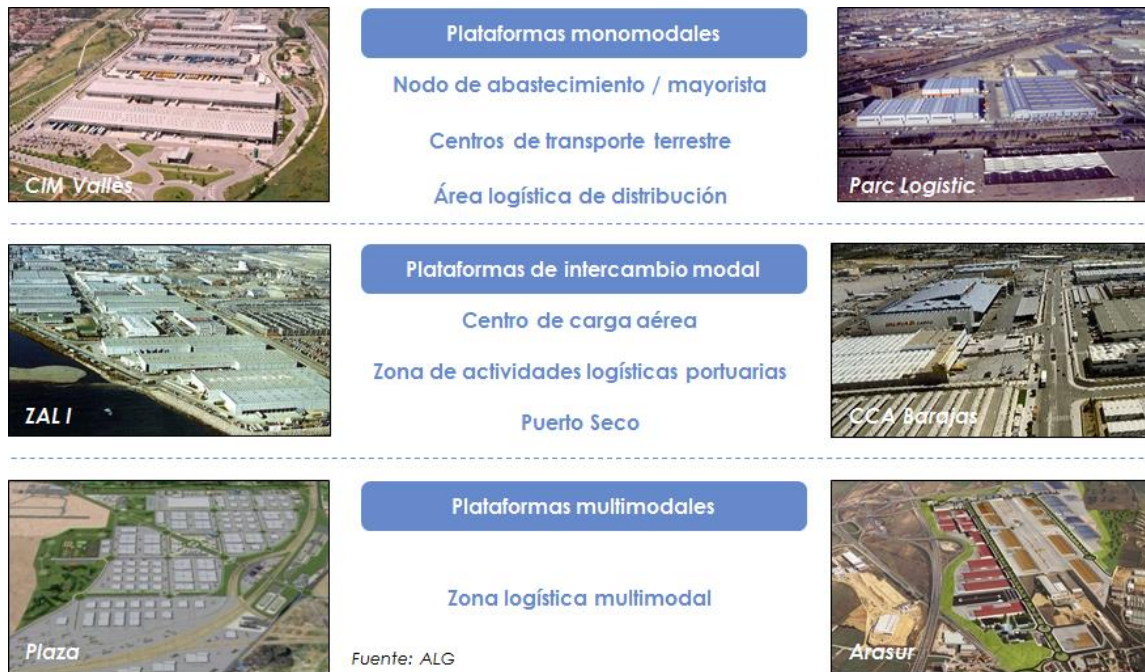 Plataformas monomodales
Nodo de abastecimiento / mayorista
Centros de transporte terrestre
Área logística de distribución
CIM Vallès
Parc Logistic
Plataformas de intercambio modal
Centro de carga aérea
Zona de actividades logísticas portuarias
Puerto Seco
ZAL I
CCA Barajas
Plataformas multimodales
Zona logística multimodal
Plaza
Fuente: ALG
Arasur